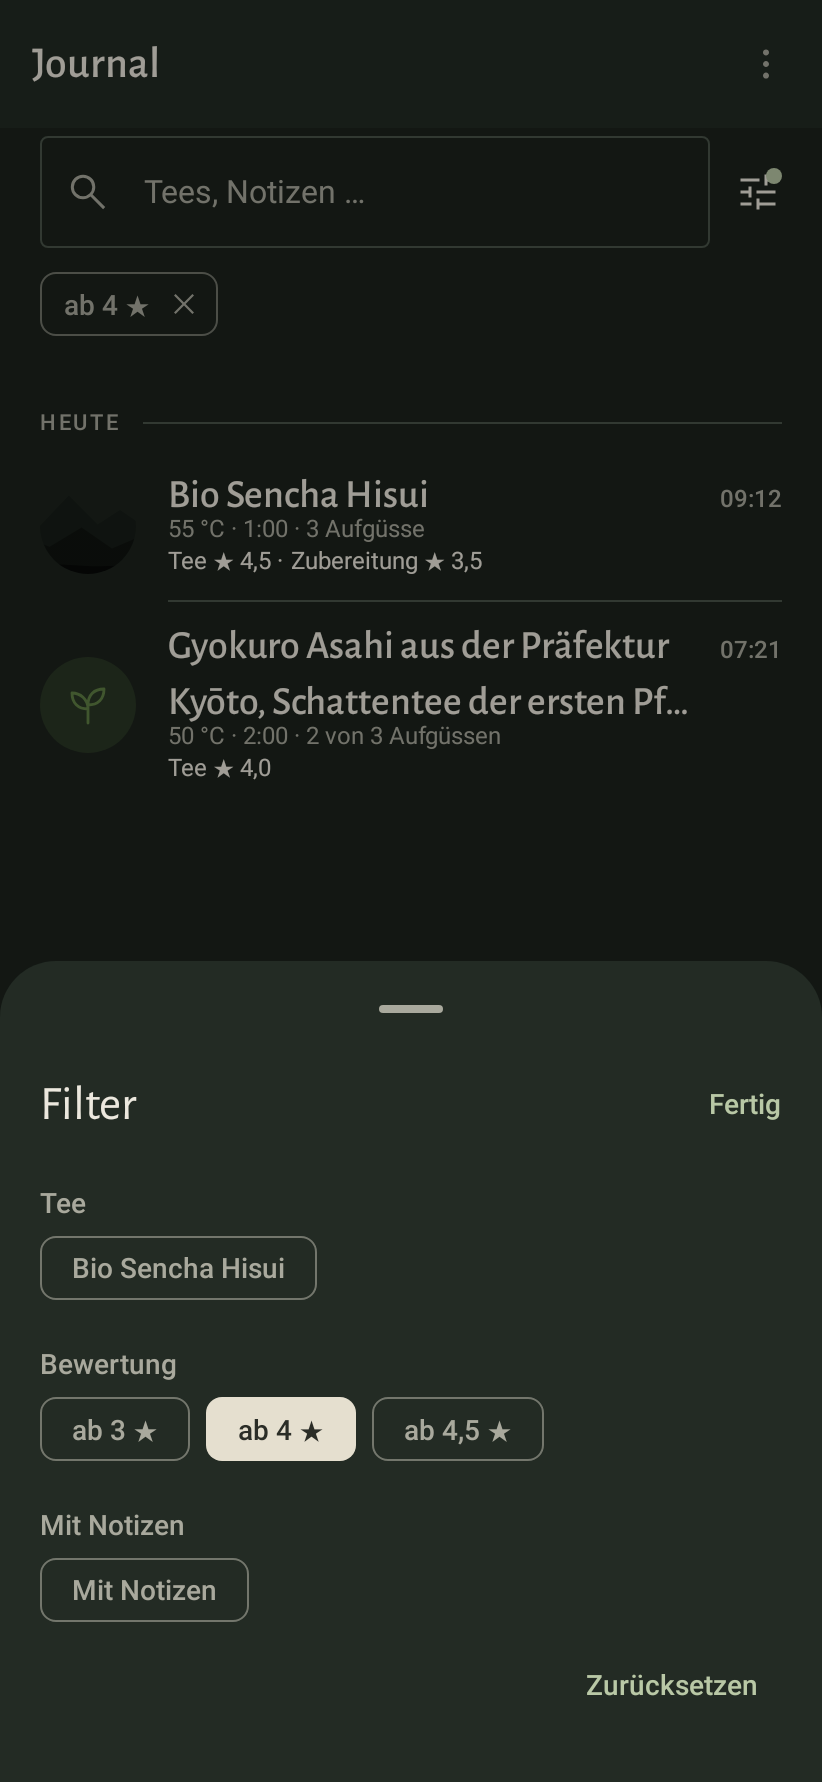 Journal
Tees, Notizen …
ab 4 ★
HEUTE
Bio Sencha Hisui
09:12
55 °C · 1:00 · 3 Aufgüsse
Tee ★ 4,5 · Zubereitung ★ 3,5
Gyokuro Asahi aus der Präfektur
07:21
Kyōto, Schattentee der ersten Pf…
50 °C · 2:00 · 2 von 3 Aufgüssen
Tee ★ 4,0
Filter
Fertig
Tee
Bio Sencha Hisui
Bewertung
ab 3 ★ ab 4 ★ ab 4,5 ★
Mit Notizen
Mit Notizen
Zurücksetzen